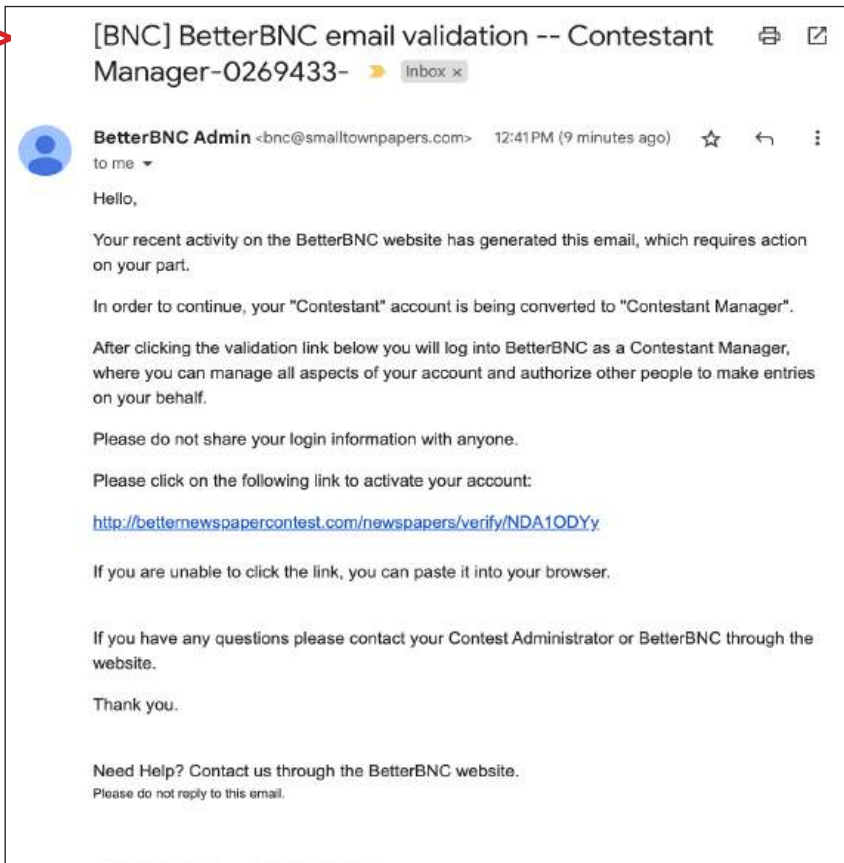 [BNC] BetterBNC email validation -- Contestant
Manager-0269433- Inbox ×
BetterBNC Admin <bnc@smalltownpapers.com> 12:41 PM (9 minutes ago)
to me
Hello,
Your recent activity on the BetterBNC website has generated this email, which requires action
on your part.
In order to continue, your "Contestant" account is being converted to "Contestant Manager".
After clicking the validation link below you will log into BetterBNC as a Contestant Manager,
where you can manage all aspects of your account and authorize other people to make entries
on your behalf.
Please do not share your login information with anyone.
Please click on the following link to activate your account:
http://betternewspapercontest.com/newspapers/verify/NDA1ODYy
If you are unable to click the link, you can paste it into your browser.
If you have any questions please contact your Contest Administrator or BetterBNC through the
website.
Thank you.
Need Help? Contact us through the BetterBNC website.
Please do not reply to this email.